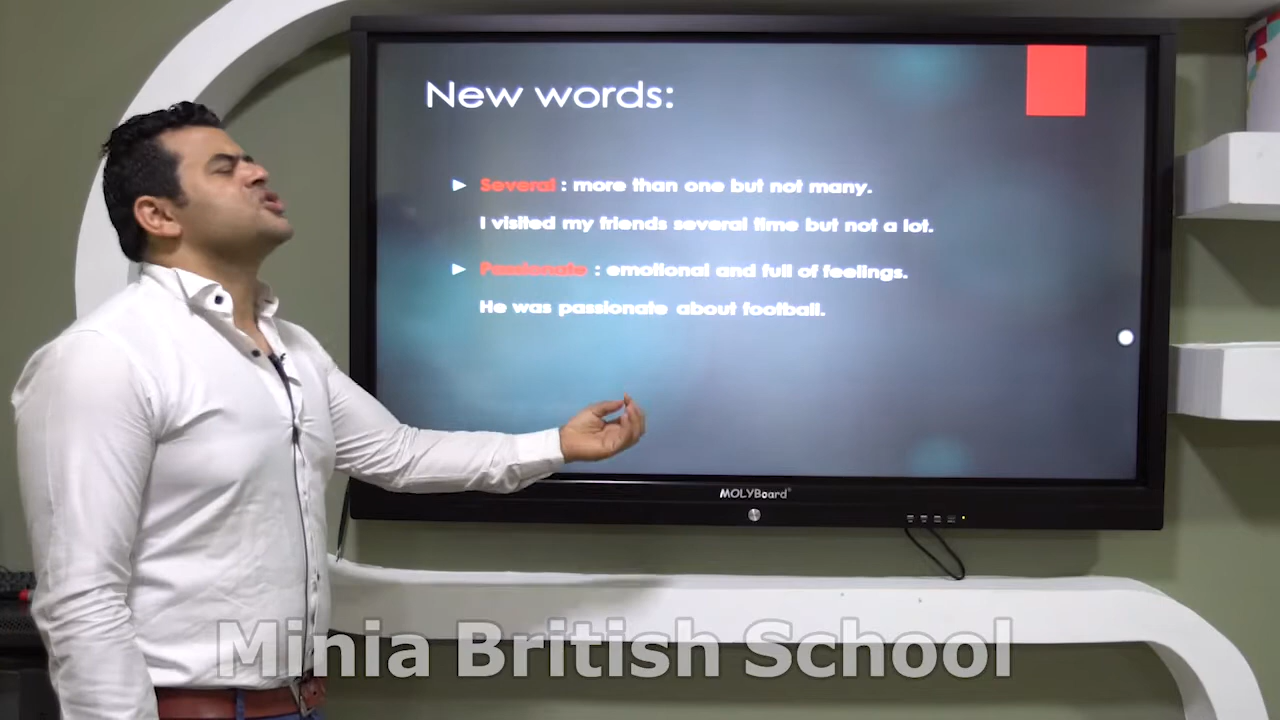 New words:
Several : more than one but not many.
I visited my friends several time but not a lot.
Passionate : emotional and full of feelings.
He was passionate about football.
MOLYBoard
Minia British School